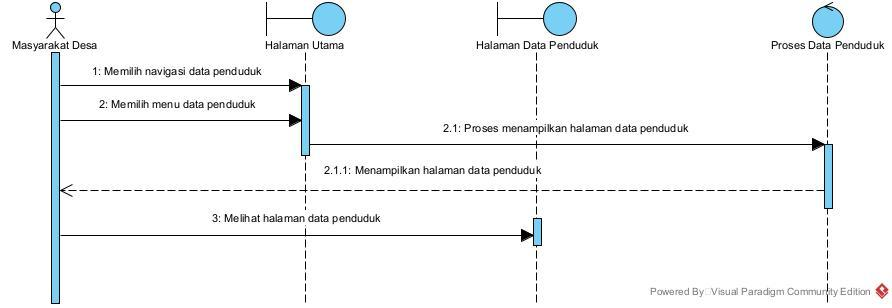 Masyarakat Desa
Halaman Utama
Halaman Data Penduduk
Proses Data Penduduk
1: Memilih navigasi data penduduk
2: Memilih menu data penduduk
2.1: Proses menampilkan halaman data penduduk
2.1.1: Menampilkan halaman data penduduk
3: Melihat halaman data penduduk
Powered By Visual Paradigm Community Edition